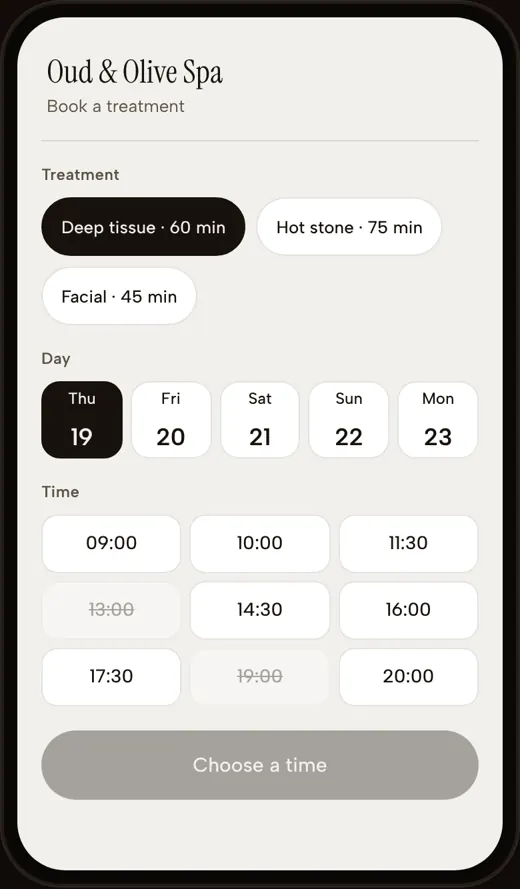 Oud & Olive Spa
Book a treatment
Treatment
Deep tissue · 60 min
Hot stone · 75 min
Facial · 45 min
Day
Thu Fri Sat Sun Mon
19 20 21 22 23
Time
09:00 10:00 11:30
13:00 14:30 16:00
17:30 19:00 20:00
Choose a time